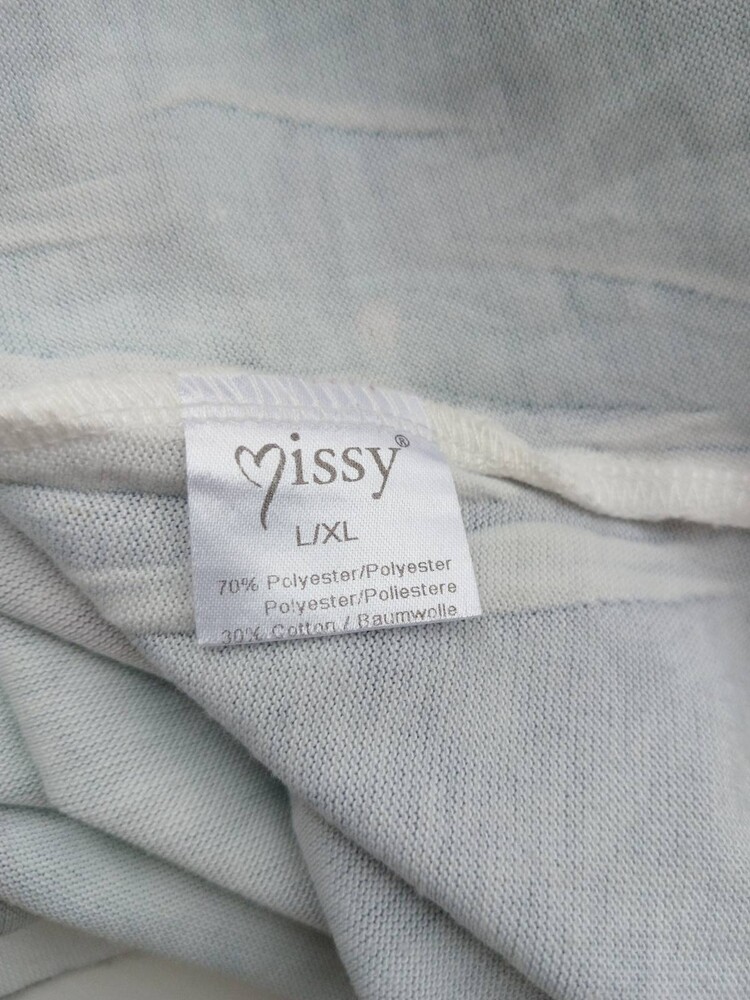 Missy®
L/XL
70% Polyester/Polyester
Polyester/Poliestere
30% Cotton / Baumwolle